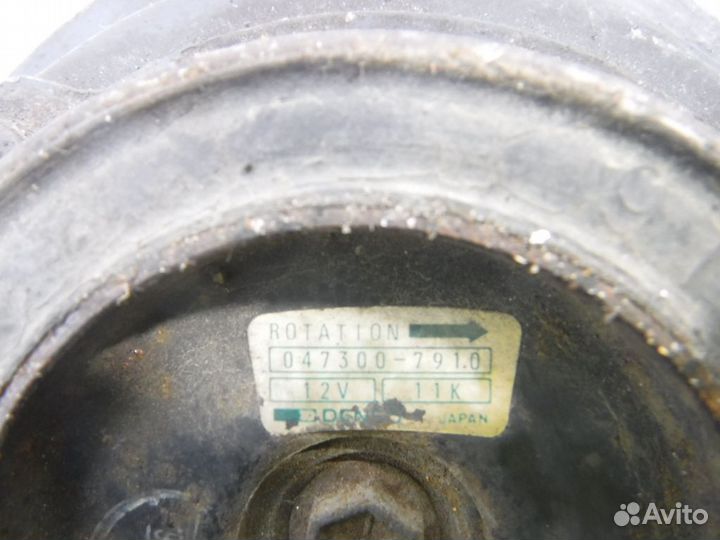 ROTATION
047300-7910
12V 11K
JAPAN
Avito